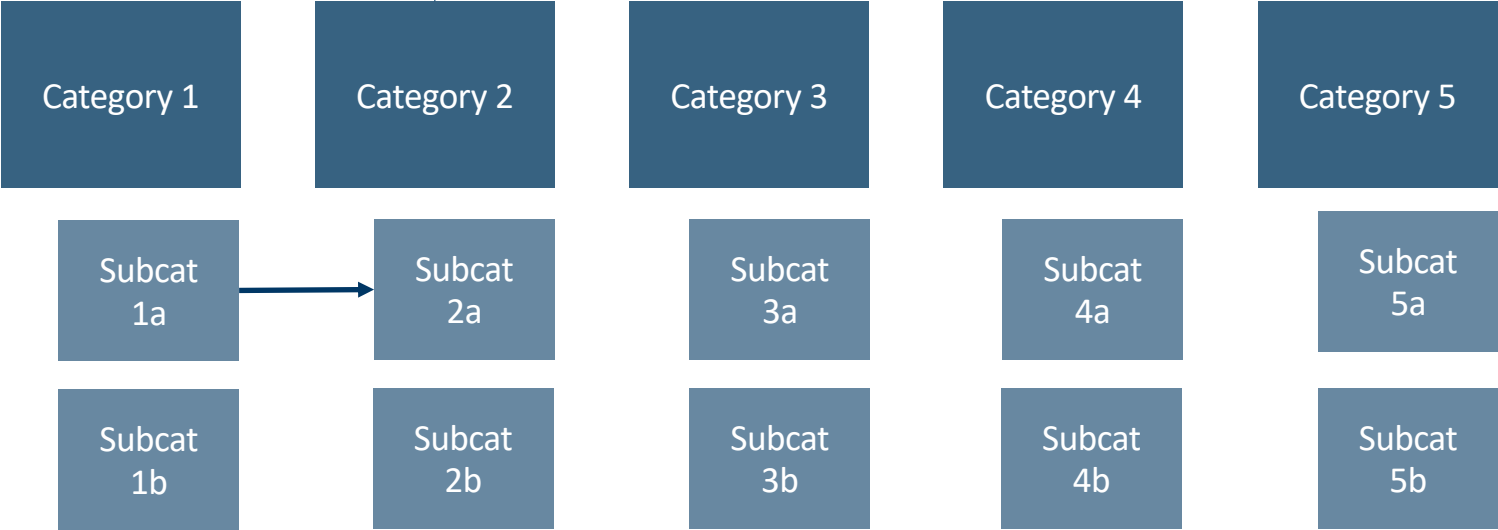 Category 1
Category 2
Category 3
Category 4
Category 5
Subcat
1a
Subcat
2a
Subcat
3a
Subcat
4a
Subcat
5a
Subcat
1b
Subcat
2b
Subcat
3b
Subcat
4b
Subcat
5b